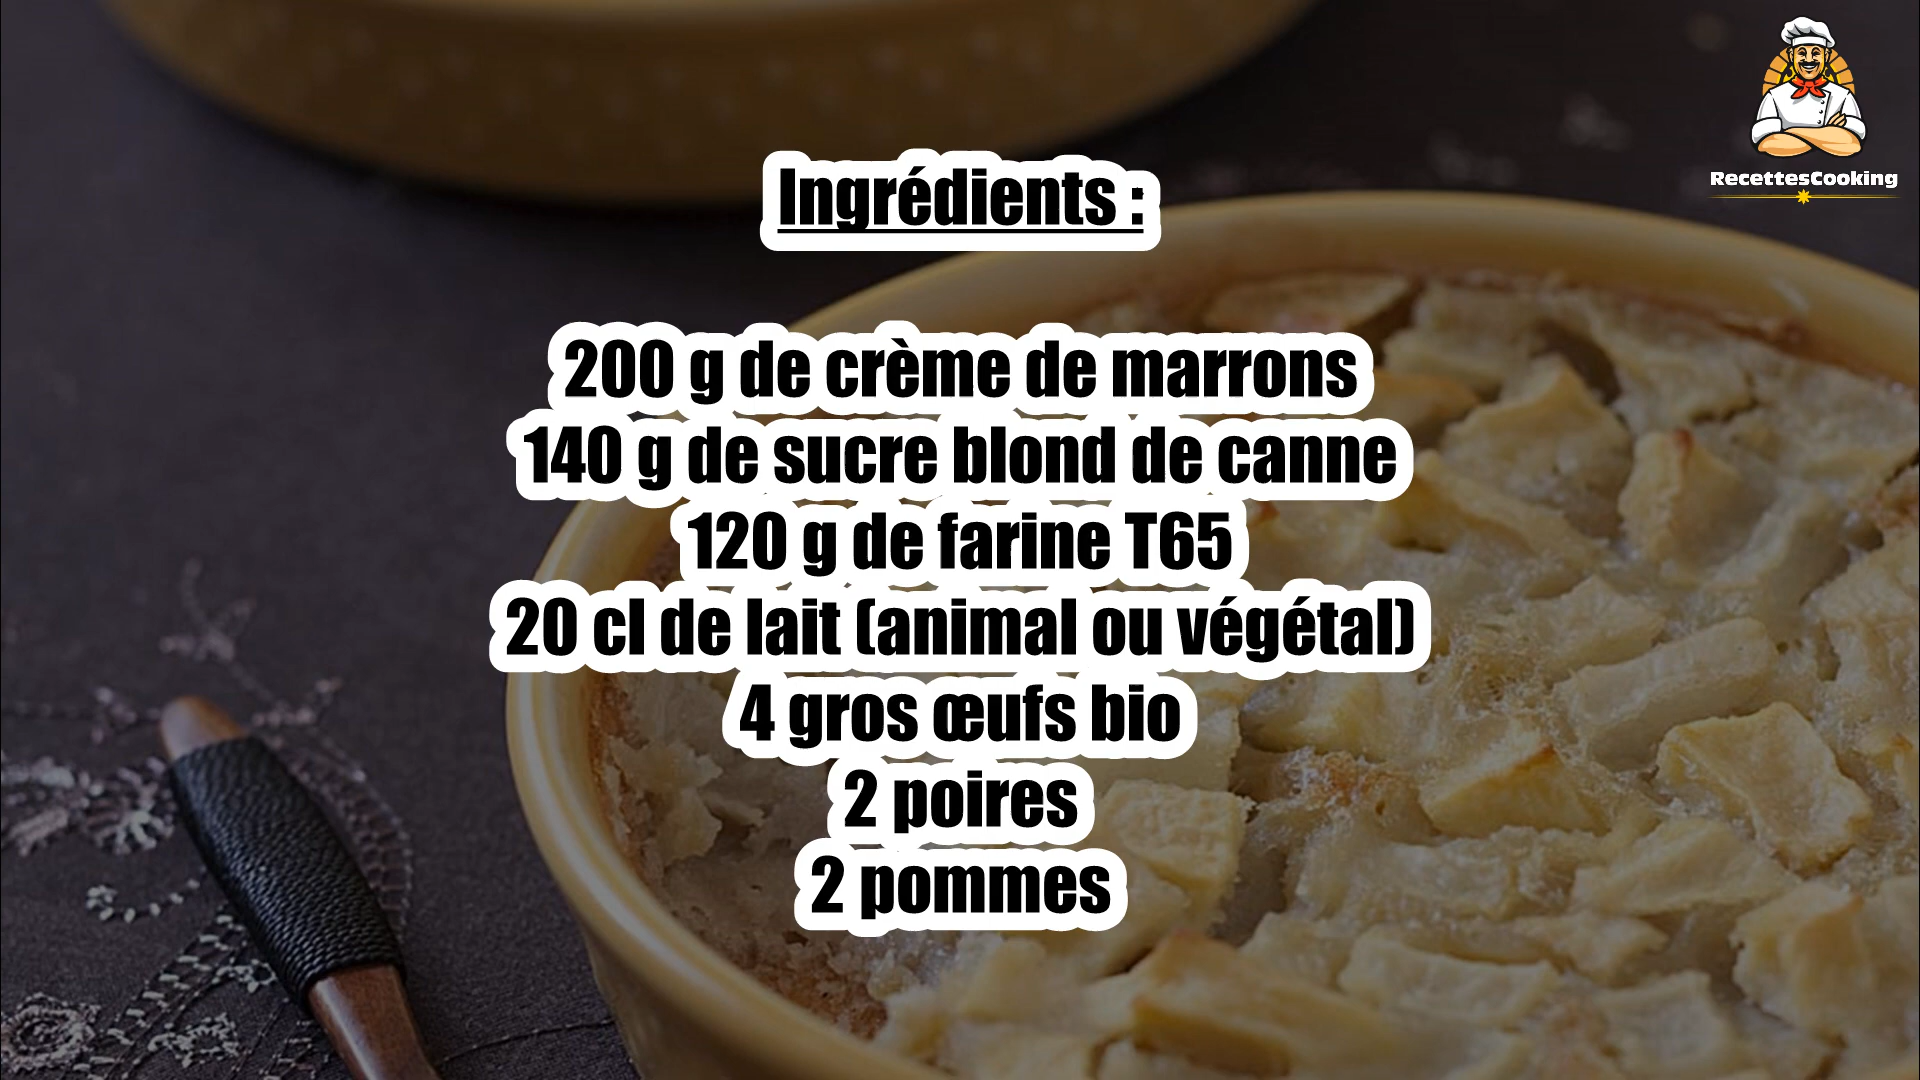 RecettesCooking
Ingrédients :
200 g de crème de marrons
140 g de sucre blond de canne
120 g de farine T65
20 cl de lait (animal ou végétal)
4 gros œufs bio
2 poires
2 pommes